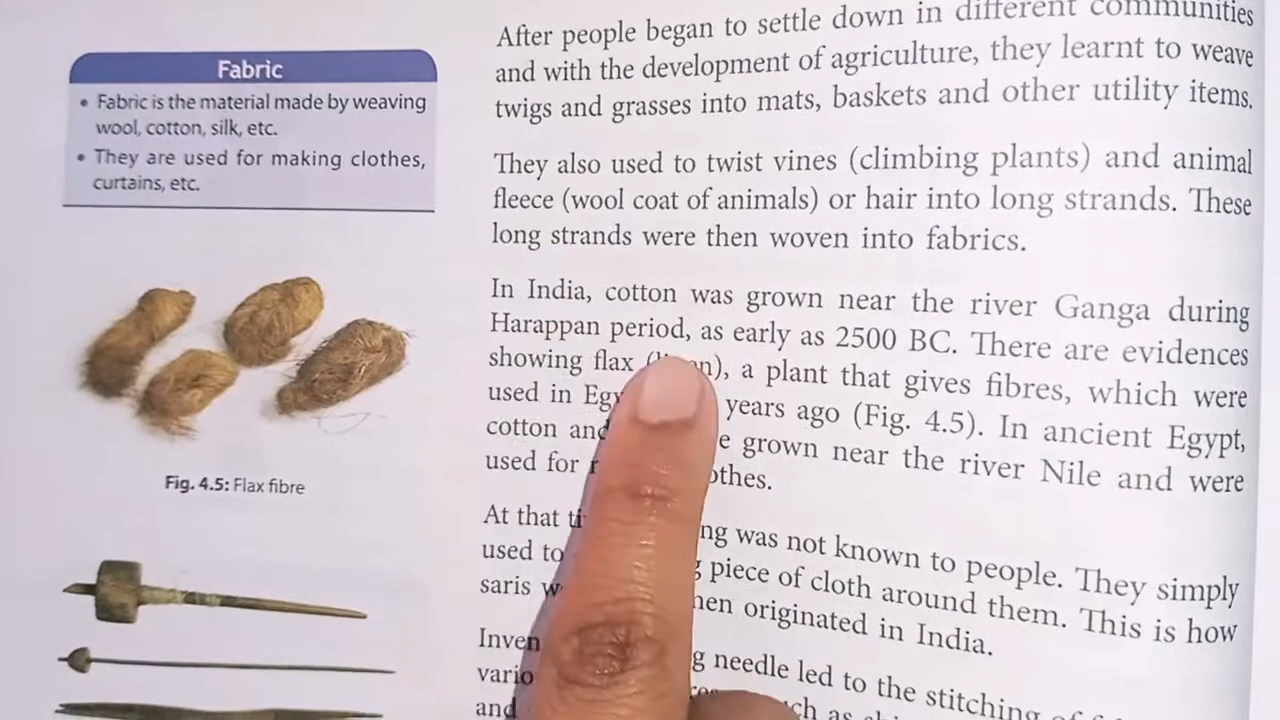 Fabric
• Fabric is the material made by weaving
wool, cotton, silk, etc.
• They are used for making clothes,
curtains, etc.
Fig. 4.5: Flax fibre
After people began to settle down in different communities
and with the development of agriculture, they learnt to weave
twigs and grasses into mats, baskets and other utility items.
They also used to twist vines (climbing plants) and animal
fleece (wool coat of animals) or hair into long strands. These
long strands were then woven into fabrics.
In India, cotton was grown near the river Ganga during
Harappan period, as early as 2500 BC. There are evidences
showing flax a plant that gives fibres, which were
used in years ago (Fig. 4.5). In ancient Egypt,
cotton and grown near the river Nile and were
used for
At that was not known to people. They simply
used to piece of cloth around them. This is how
saris originated in India.
needle led to the stitching of
and as